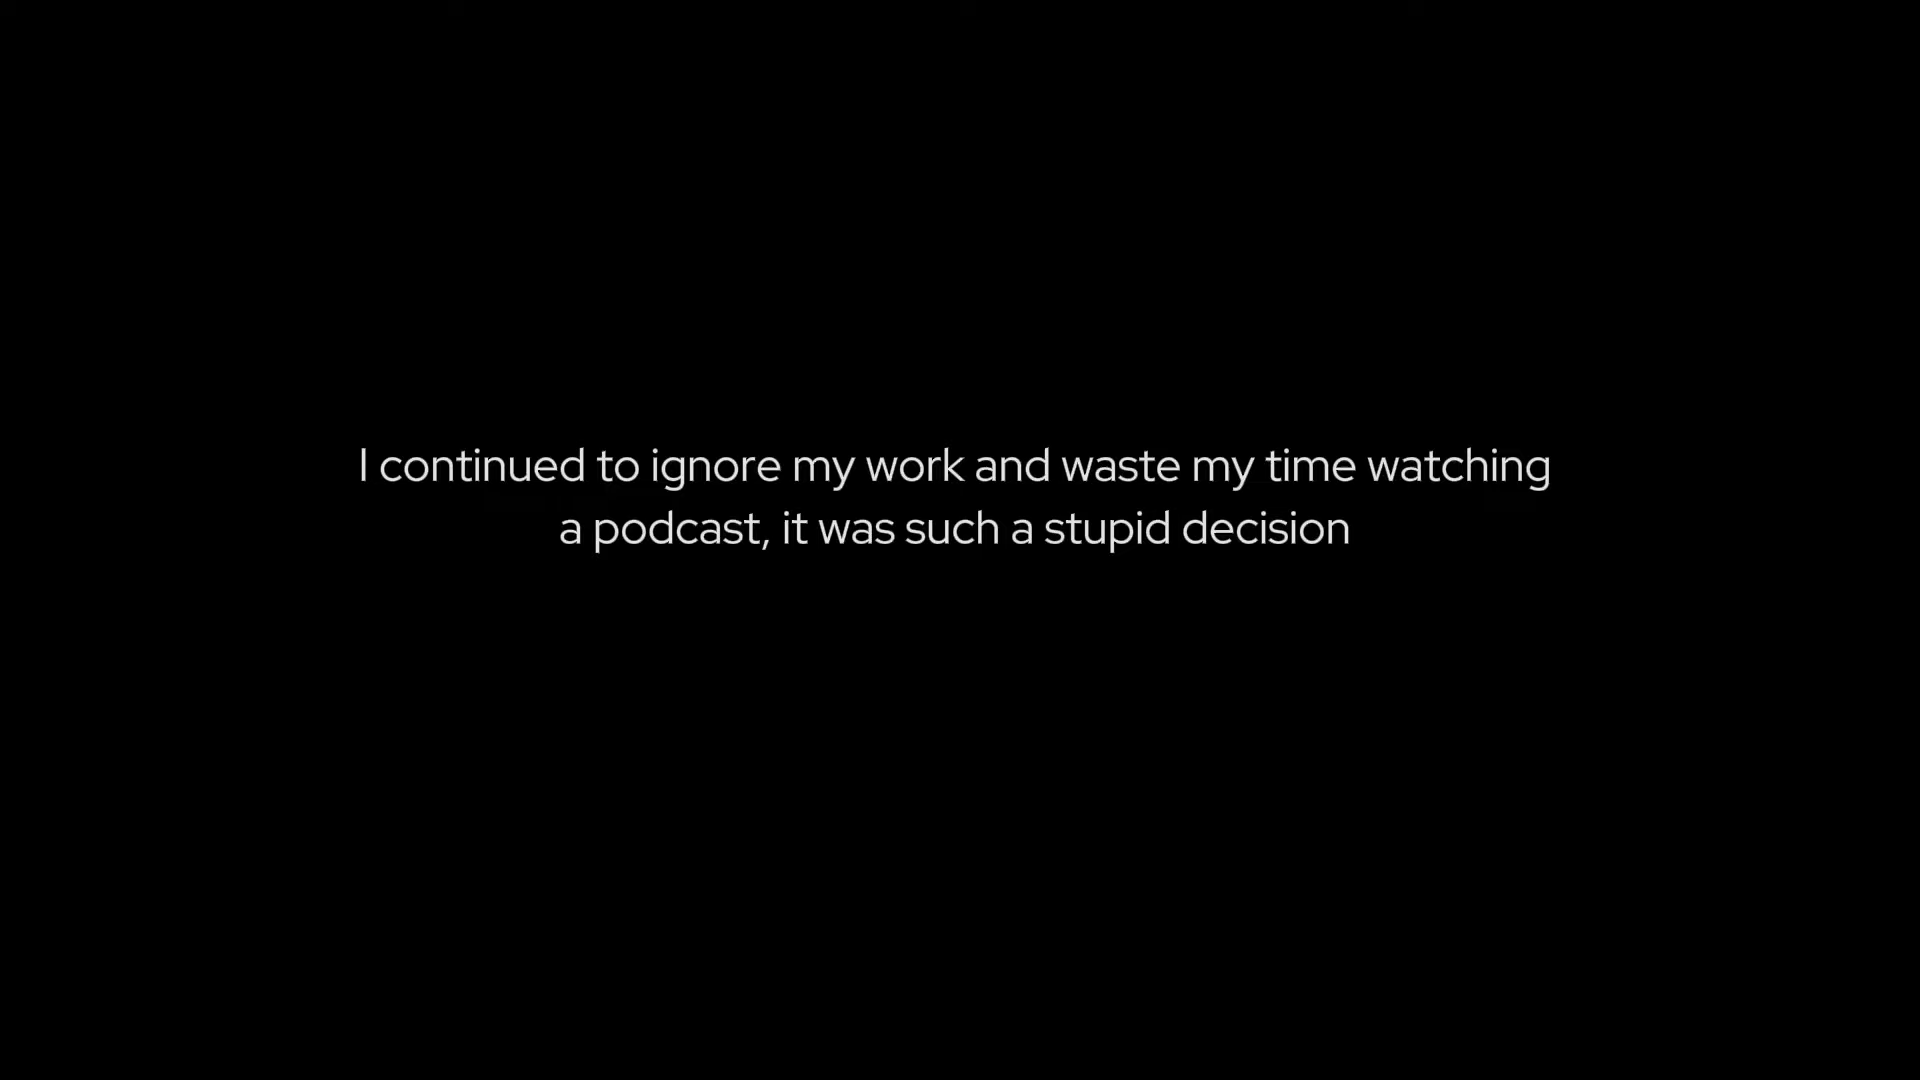 I continued to ignore my work and waste my time watching
a podcast, it was such a stupid decision